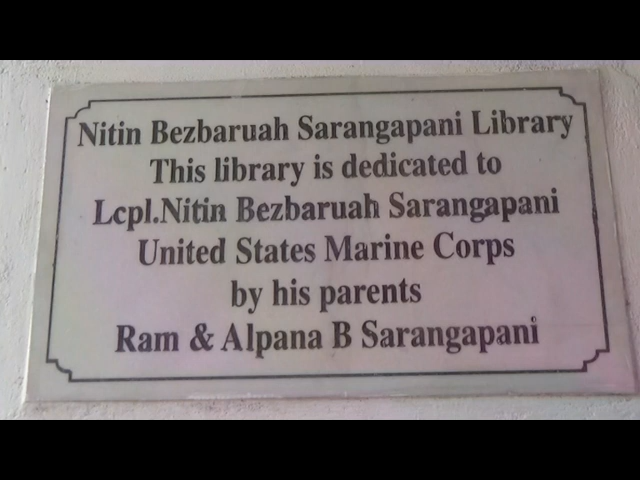 Nitin Bezbaruah Sarangapani Library
This library is dedicated to
Lcpl.Nitin Bezbaruah Sarangapani
United States Marine Corps
by his parents
Ram & Alpana B Sarangapani